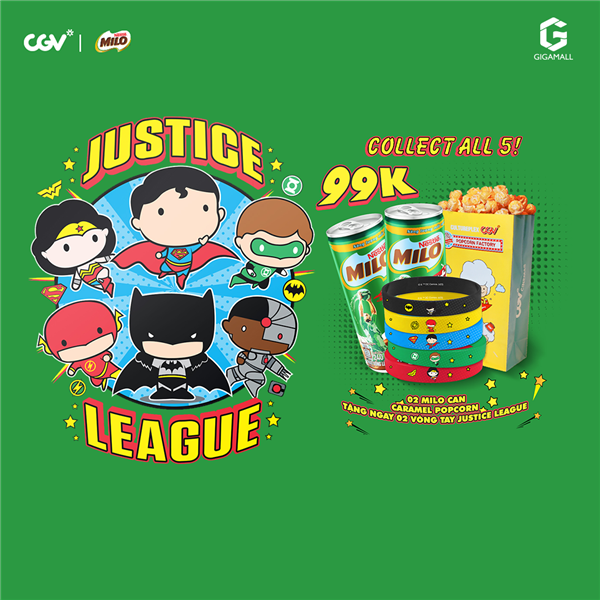 CGV* | Nestlé MILO
GIGAMALL
JUSTICE
LEAGUE
COLLECT ALL 5!
99K
Nestlé
MILO
Nestlé
MILO
CGV
POPCORN FACTORY
02 MILO CAN
CARAMEL POPCORN
TẶNG NGAY 02 VÒNG TAY JUSTICE LEAGUE